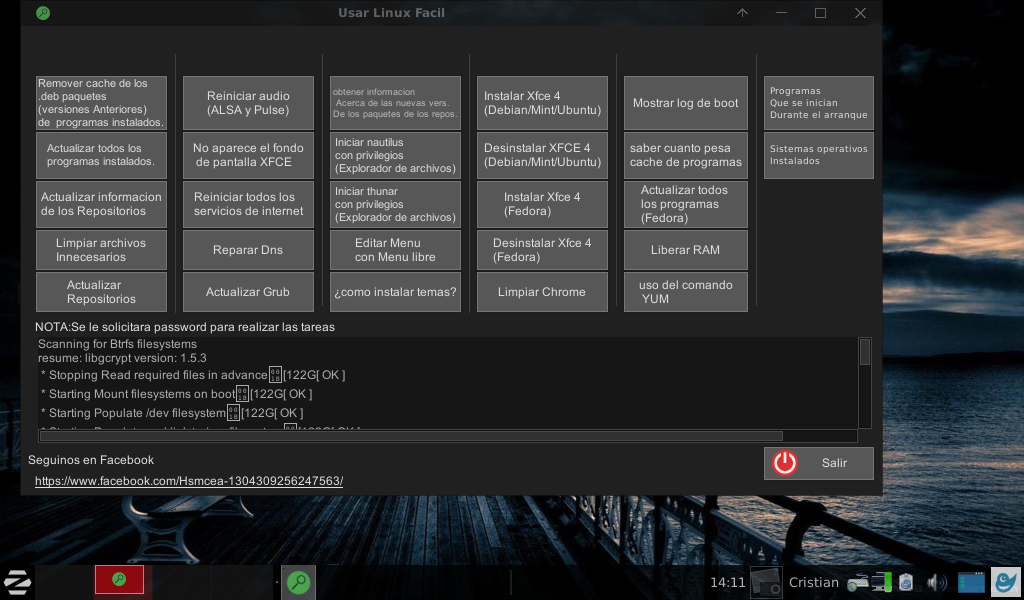 Usar Linux Facil
Remover cache de los
.deb paquetes
(versiones Anteriores)
de programas instalados.
Reiniciar audio
(ALSA y Pulse)
obtener informacion
Acerca de las nuevas vers.
De los paquetes de los repos.
Instalar Xfce 4
(Debian/Mint/Ubuntu)
Mostrar log de boot
Programas
Que se inician
Durante el arranque
Actualizar todos los
programas instalados.
No aparece el fondo
de pantalla XFCE
Iniciar nautilus
con privilegios
(Explorador de archivos)
Desinstalar XFCE 4
(Debian/Mint/Ubuntu)
saber cuanto pesa
cache de programas
Sistemas operativos
Instalados
Actualizar informacion
de los Repositorios
Reiniciar todos los
servicios de internet
Iniciar thunar
con privilegios
(Explorador de archivos)
Instalar Xfce 4
(Fedora)
Actualizar todos
los programas
(Fedora)
Limpiar archivos
Innecesarios
Reparar Dns
Editar Menu
con Menu libre
Desinstalar Xfce 4
(Fedora)
Liberar RAM
Actualizar
Repositorios
Actualizar Grub
¿como instalar temas?
Limpiar Chrome
uso del comando
YUM
NOTA:Se le solicitara password para realizar las tareas
Scanning for Btrfs filesystems
resume: libgcrypt version: 1.5.3
* Stopping Read required files in advance[122G[ OK ]
* Starting Mount filesystems on boot[122G[ OK ]
* Starting Populate /dev filesystem[122G[ OK ]
Seguinos en Facebook
Salir
https://www.facebook.com/Hsmcea-1304309256247563/
14:11
Cristian